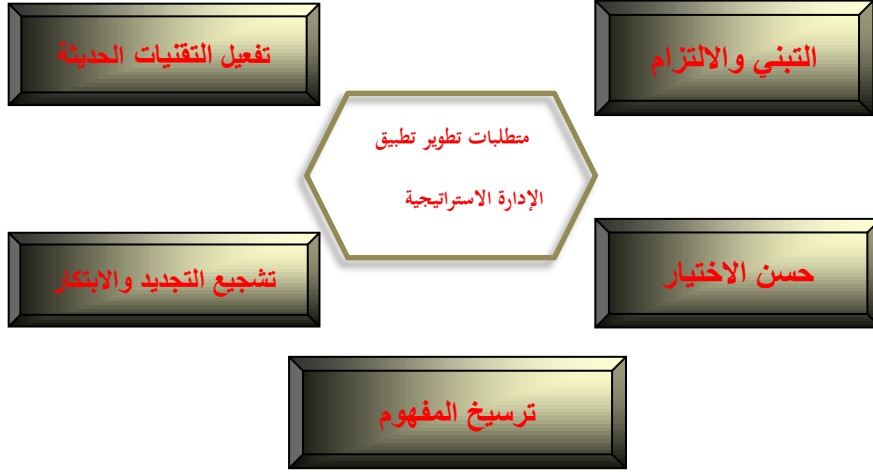 التبني والالتزام
تفعيل التقنيات الحديثة
متطلبات تطوير تطبيق
الإدارة الاستراتيجية
حسن الاختيار
تشجيع التجديد والابتكار
ترسيخ المفهوم